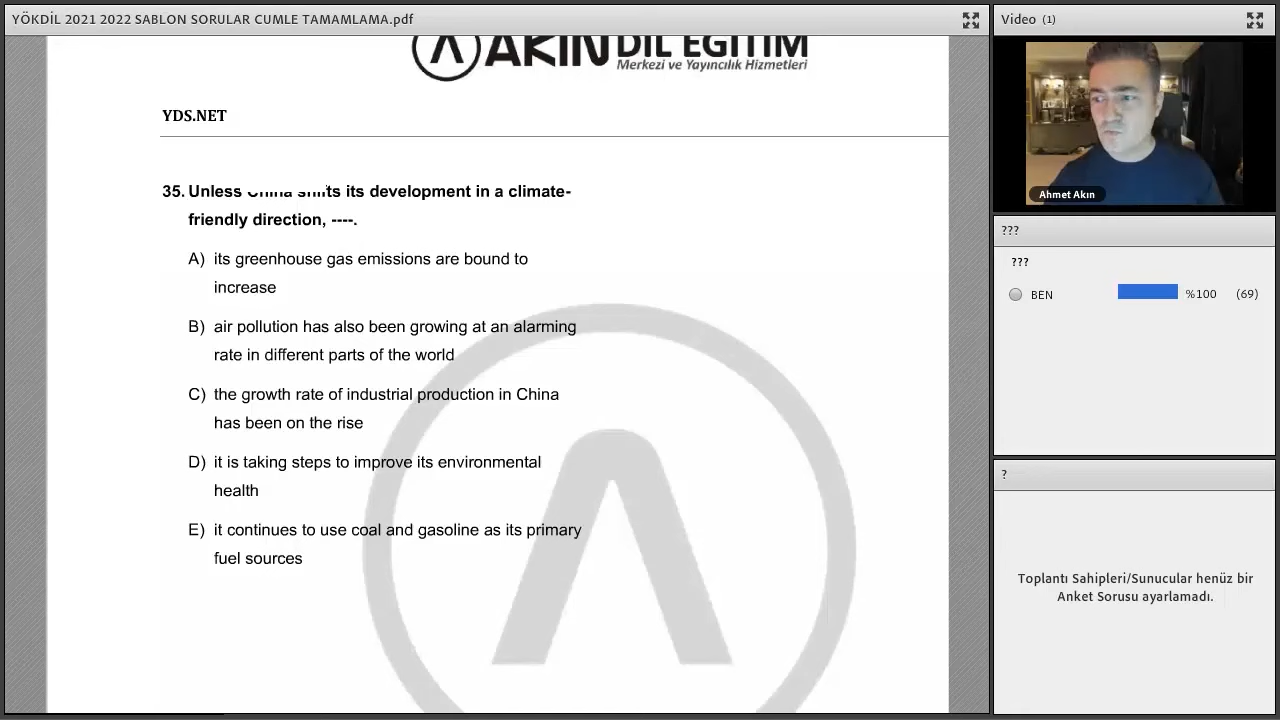 YÖKDİL 2021 2022 SABLON SORULAR CUMLE TAMAMLAMA.pdf
AKIN DİL EĞİTİM
Merkezi ve Yayıncılık Hizmetleri
YDS.NET
35. Unless China shifts its development in a climate-
friendly direction, ----.
A) its greenhouse gas emissions are bound to
increase
B) air pollution has also been growing at an alarming
rate in different parts of the world
C) the growth rate of industrial production in China
has been on the rise
D) it is taking steps to improve its environmental
health
E) it continues to use coal and gasoline as its primary
fuel sources
Video (1)
Ahmet Akın
???
???
BEN %100 (69)
?
Toplantı Sahipleri/Sunucular henüz bir
Anket Sorusu ayarlamadı.